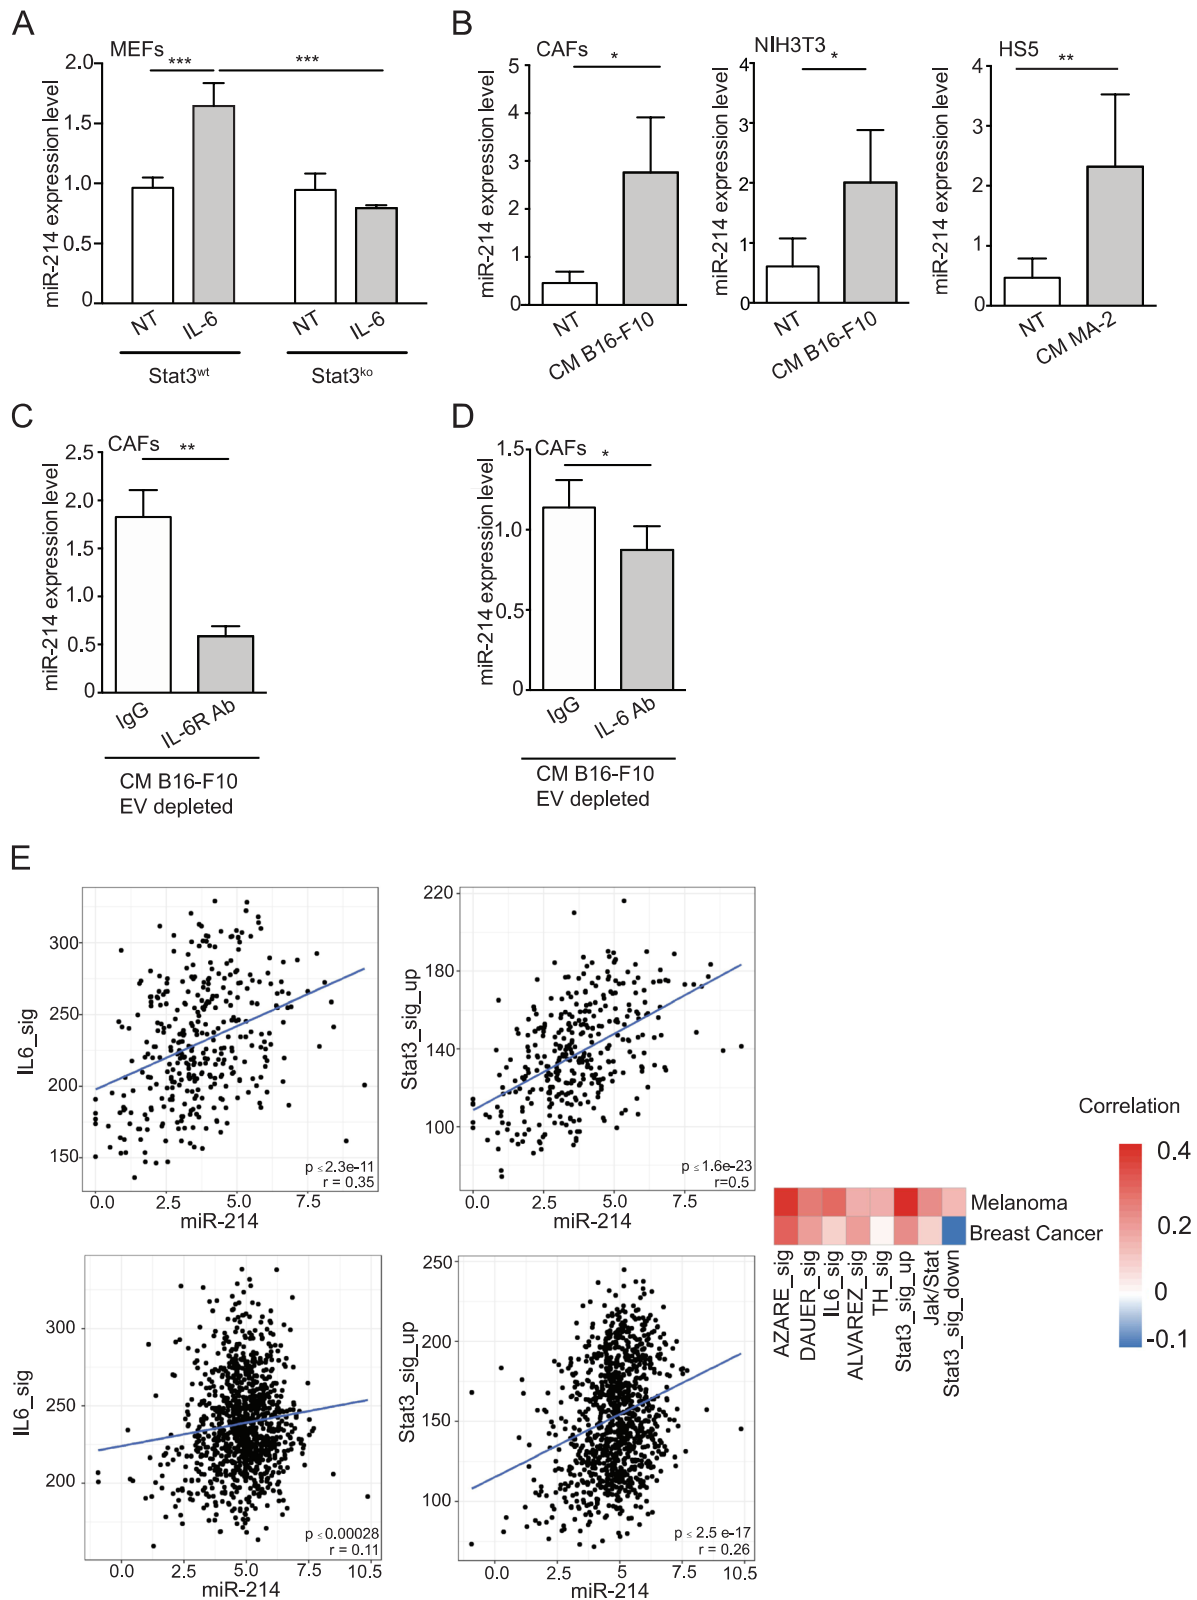 A
MEFs
miR-214 expression level
2.0
1.5
1.0
0.5
0
***
***
NT
IL-6
NT
IL-6
Stat3wt
Stat3ko
B
CAFs
miR-214 expression level
5
4
3
2
1
0
*
NT
CM B16-F10
NIH3T3
miR-214 expression level
4
3
2
1
0
*
NT
CM B16-F10
HS5
miR-214 expression level
4
3
2
1
0
**
NT
CM MA-2
C
CAFs
miR-214 expression level
2.5
2.0
1.5
1.0
0.5
0
**
IgG
IL-6R Ab
CM B16-F10
EV depleted
D
CAFs
miR-214 expression level
1.5
1.0
0.5
0
*
IgG
IL-6 Ab
CM B16-F10
EV depleted
E
IL6_sig
300
250
200
150
p ≤2.3e-11
r = 0.35
0.0 2.5 5.0 7.5
miR-214
Stat3_sig_up
220
180
140
100
p ≤1.6e-23
r=0.5
0.0 2.5 5.0 7.5
miR-214
IL6_sig
300
250
200
p ≤0.00028
r = 0.11
0.0 2.5 5.0 7.5 10.5
miR-214
Stat3_sig_up
250
200
150
100
p ≤ 2.5 e-17
r = 0.26
0.0 2.5 5.0 7.5 10.5
miR-214
Melanoma
Breast Cancer
AZARE_sig
DAUER_sig
IL6_sig
ALVAREZ_sig
TH_sig
Stat3_sig_up
Jak/Stat
Stat3_sig_down
Correlation
0.4
0.2
0
-0.1